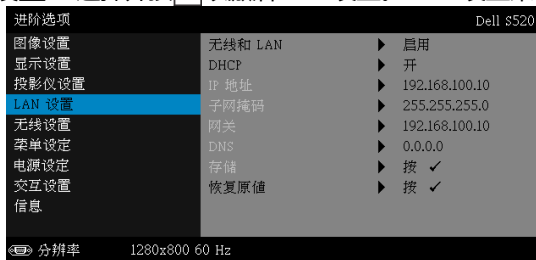 进阶选项 Dell S520
图像设置
显示设置
投影仪设置
LAN 设置
无线设置
菜单设定
电源设定
交互设置
信息
无线和 LAN 启用
DHCP 开
IP 地址 192.168.100.10
子网掩码 255.255.255.0
网关 192.168.100.10
DNS 0.0.0.0
存储 按 ✓
恢复原值 按 ✓
分辨率 1280x800 60 Hz